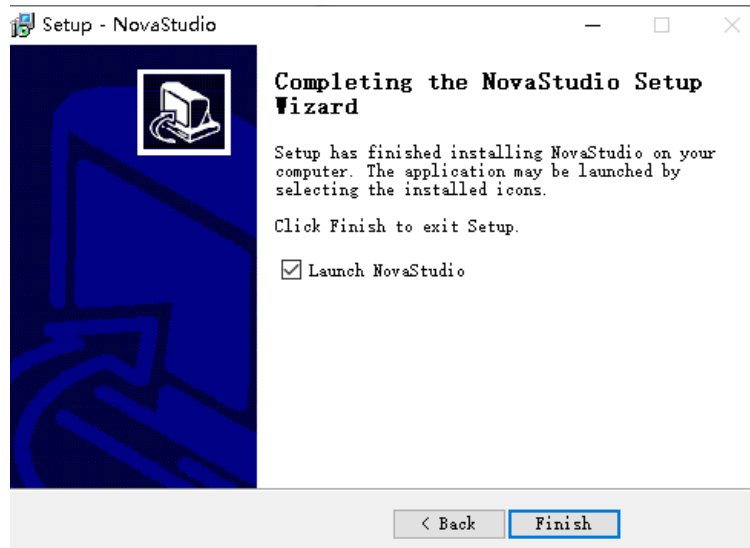 Setup - NovaStudio
Completing the NovaStudio Setup
Wizard
Setup has finished installing NovaStudio on your
computer. The application may be launched by
selecting the installed icons.
Click Finish to exit Setup.
Launch NovaStudio
< Back
Finish